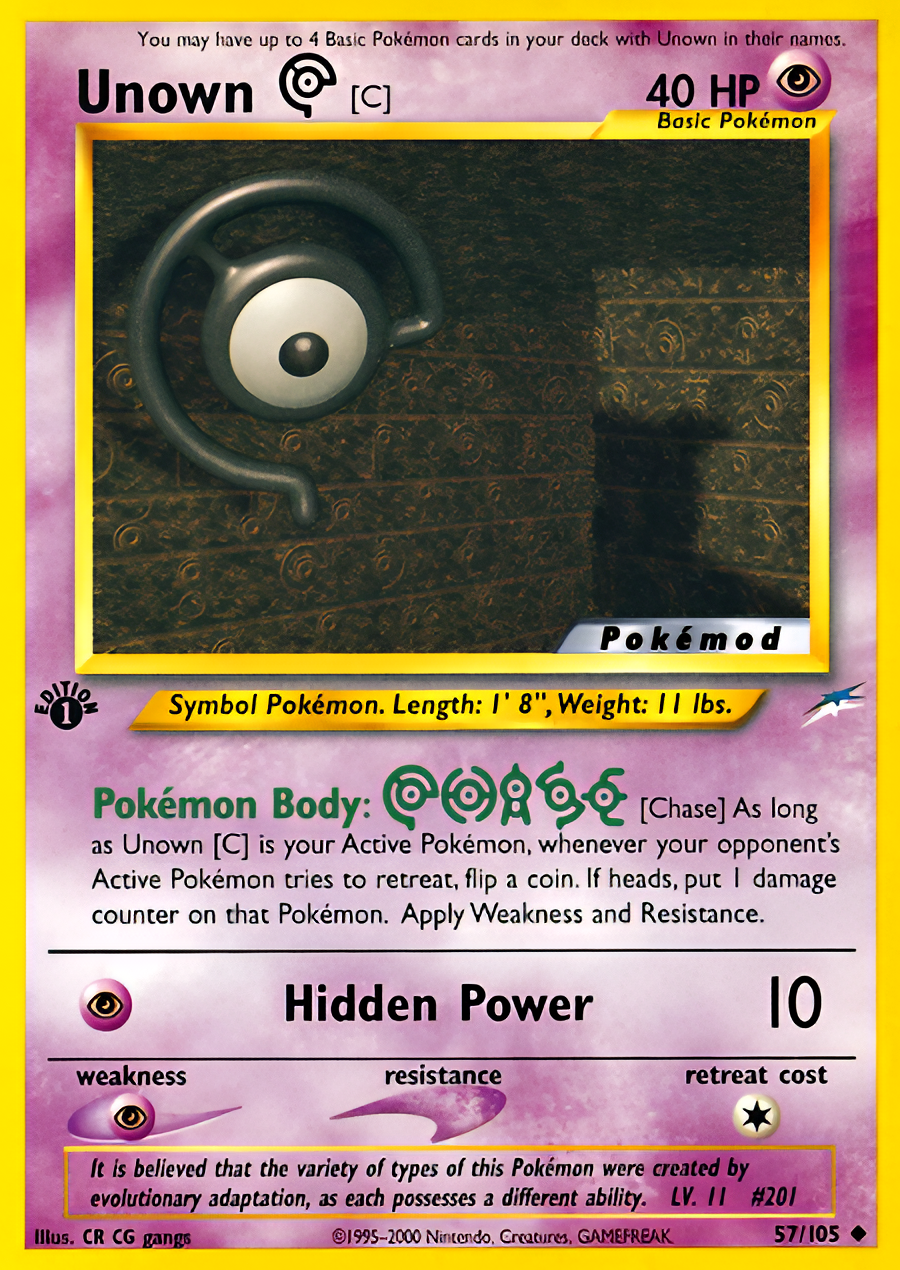 You may have up to 4 Basic Pokémon cards in your deck with Unown in their names.
Unown [C] 40 HP
Basic Pokémon
Pokémod
EDITION 1
Symbol Pokémon. Length: 1' 8", Weight: 11 lbs.
Pokémon Body: CHASE [Chase] As long
as Unown [C] is your Active Pokémon, whenever your opponent's
Active Pokémon tries to retreat, flip a coin. If heads, put 1 damage
counter on that Pokémon. Apply Weakness and Resistance.
Hidden Power 10
weakness resistance retreat cost
It is believed that the variety of types of this Pokémon were created by
evolutionary adaptation, as each possesses a different ability. LV. 11 #201
Illus. CR CG gangs ©1995-2000 Nintendo, Creatures, GAMEFREAK 57/105